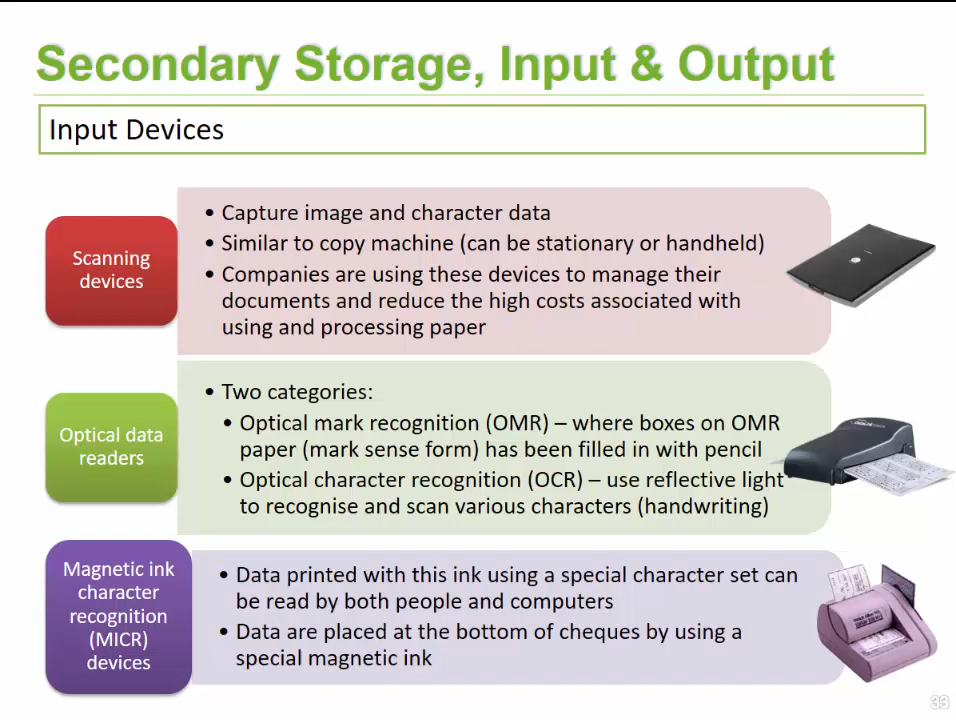 Secondary Storage, Input & Output
Input Devices
Scanning
devices
• Capture image and character data
• Similar to copy machine (can be stationary or handheld)
• Companies are using these devices to manage their
documents and reduce the high costs associated with
using and processing paper
Optical data
readers
• Two categories:
• Optical mark recognition (OMR) – where boxes on OMR
paper (mark sense form) has been filled in with pencil
• Optical character recognition (OCR) – use reflective light
to recognise and scan various characters (handwriting)
Magnetic ink
character
recognition
(MICR)
devices
• Data printed with this ink using a special character set can
be read by both people and computers
• Data are placed at the bottom of cheques by using a
special magnetic ink
33